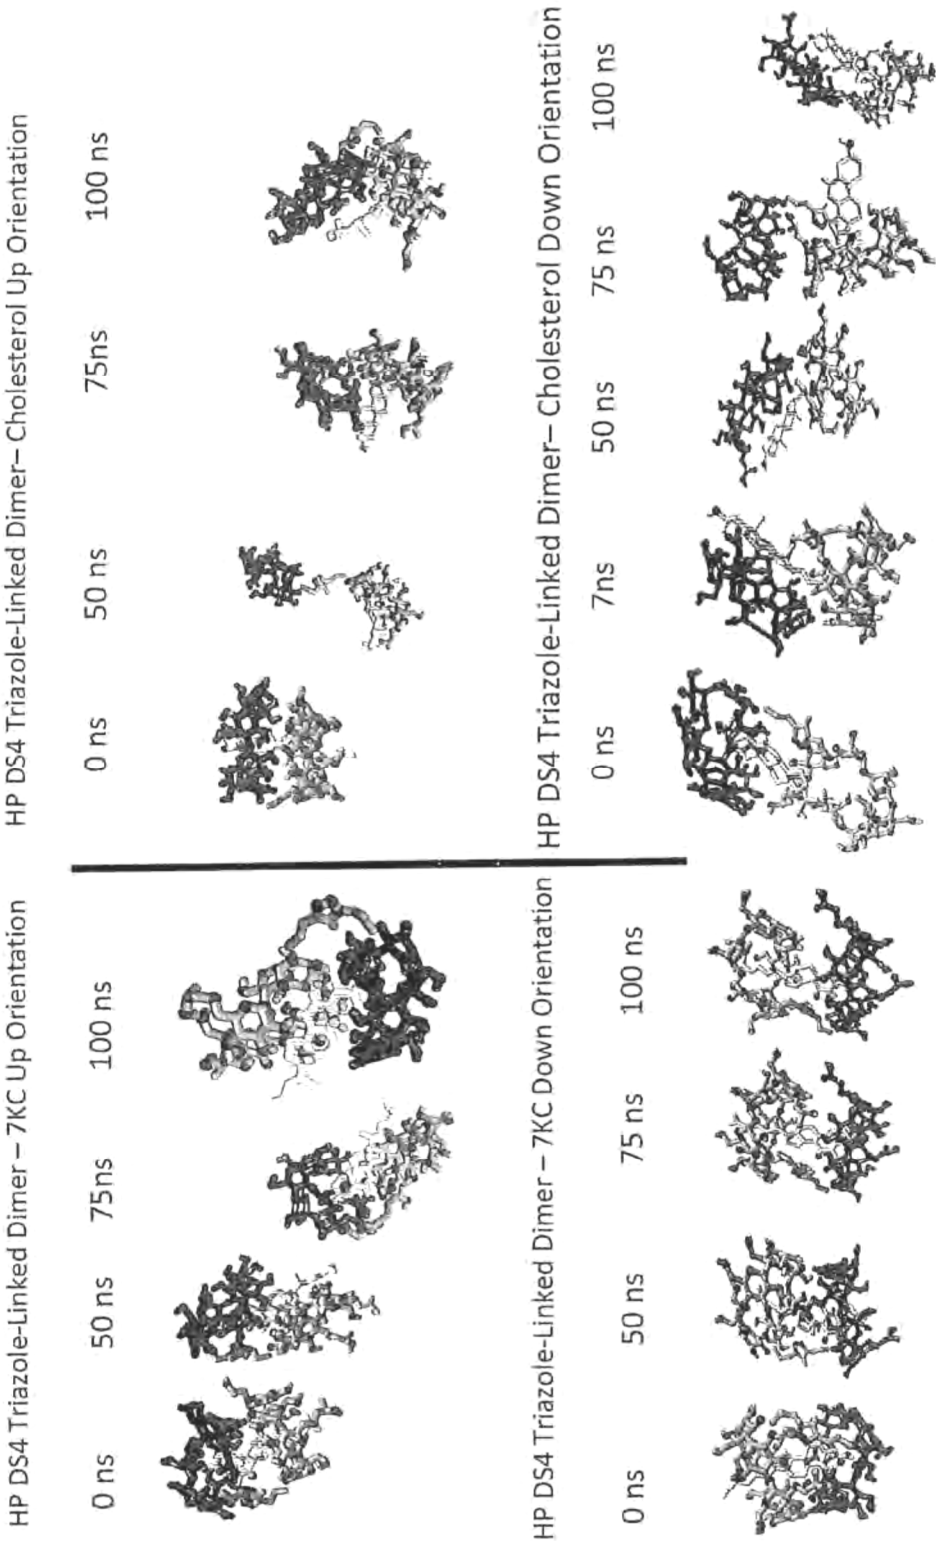 HP DS4 Triazole-Linked Dimer – 7KC Up Orientation
0 ns 50 ns 75ns 100 ns
HP DS4 Triazole-Linked Dimer– Cholesterol Up Orientation
0 ns 50 ns 75ns 100 ns
HP DS4 Triazole-Linked Dimer – 7KC Down Orientation
0 ns 50 ns 75 ns 100 ns
HP DS4 Triazole-Linked Dimer– Cholesterol Down Orientation
0 ns 7ns 50 ns 75 ns 100 ns